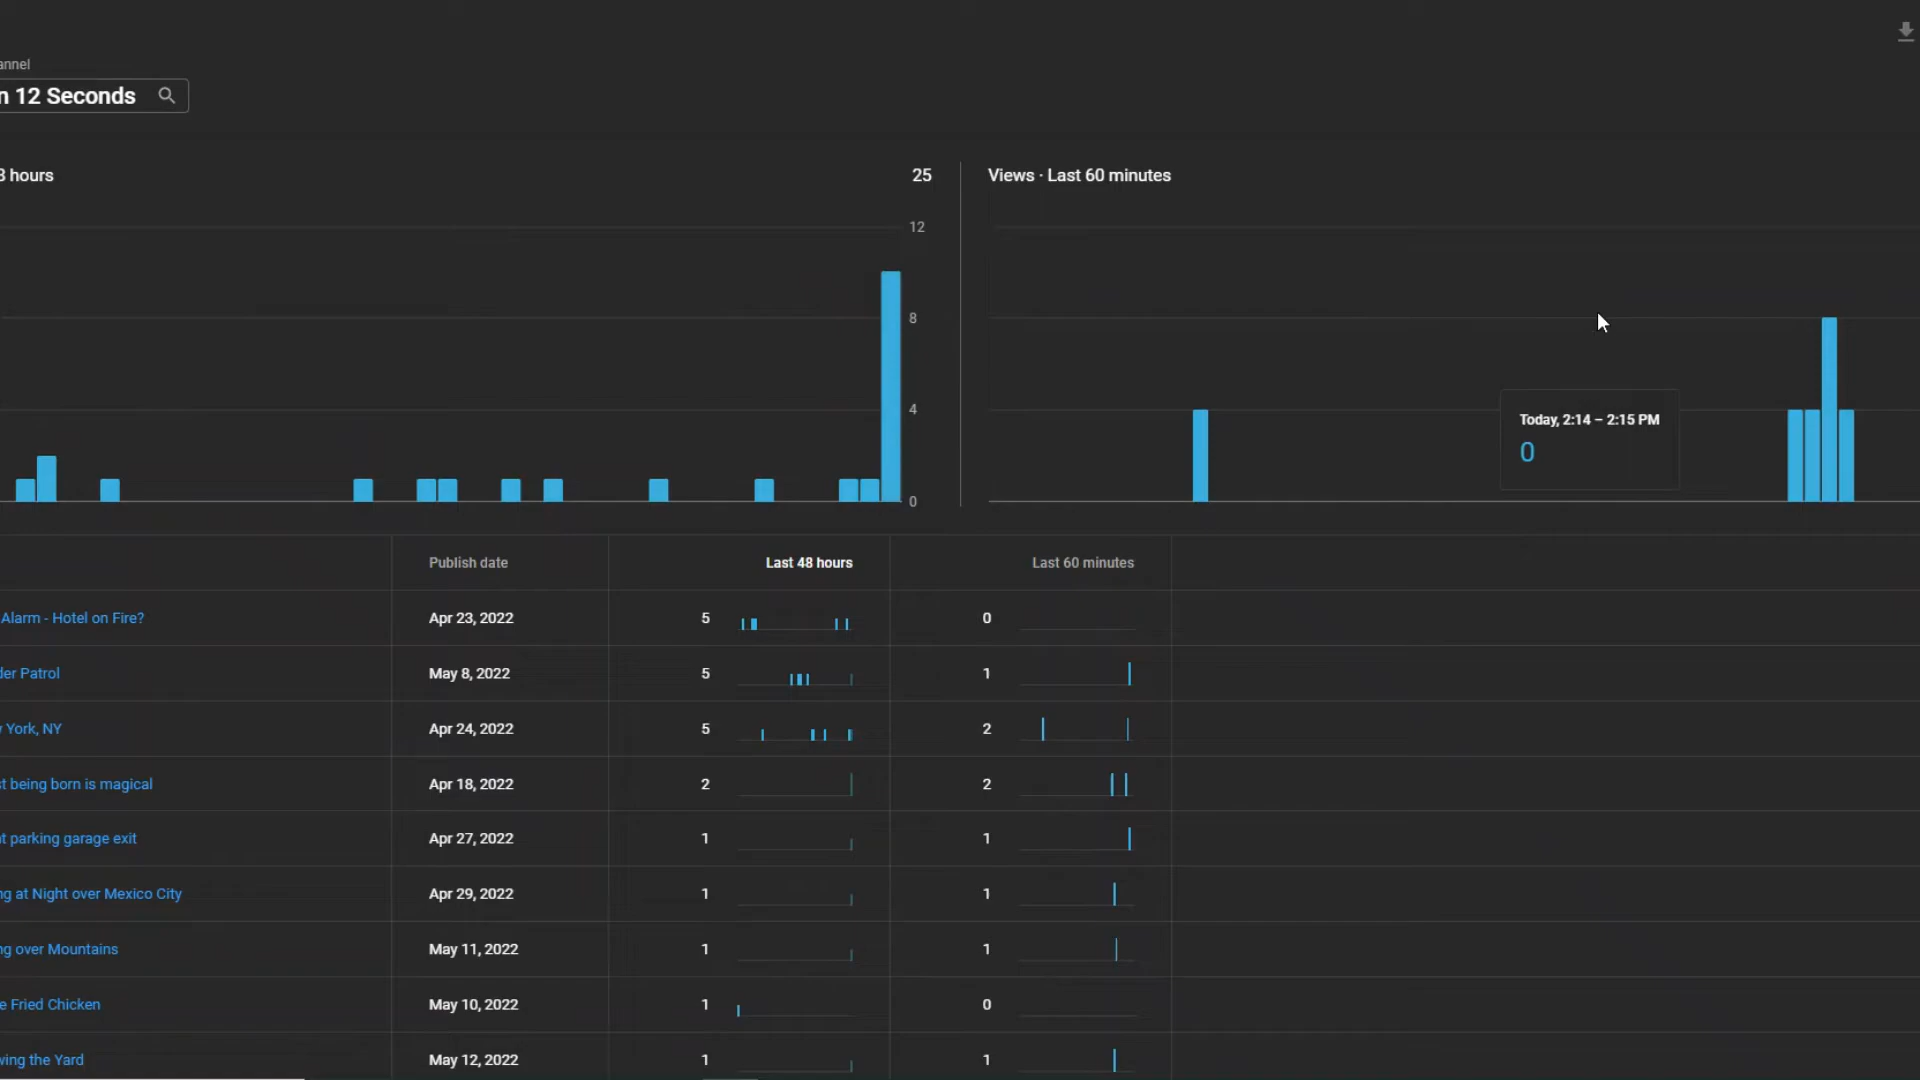 annel
n 12 Seconds
8 hours
25
Views · Last 60 minutes
12
8
4
0
Today, 2:14 – 2:15 PM
0
Publish date
Last 48 hours
Last 60 minutes
Alarm - Hotel on Fire?
Apr 23, 2022
5
0
der Patrol
May 8, 2022
5
1
York, NY
Apr 24, 2022
5
2
st being born is magical
Apr 18, 2022
2
2
t parking garage exit
Apr 27, 2022
1
1
ng at Night over Mexico City
Apr 29, 2022
1
1
ng over Mountains
May 11, 2022
1
1
e Fried Chicken
May 10, 2022
1
0
wing the Yard
May 12, 2022
1
1